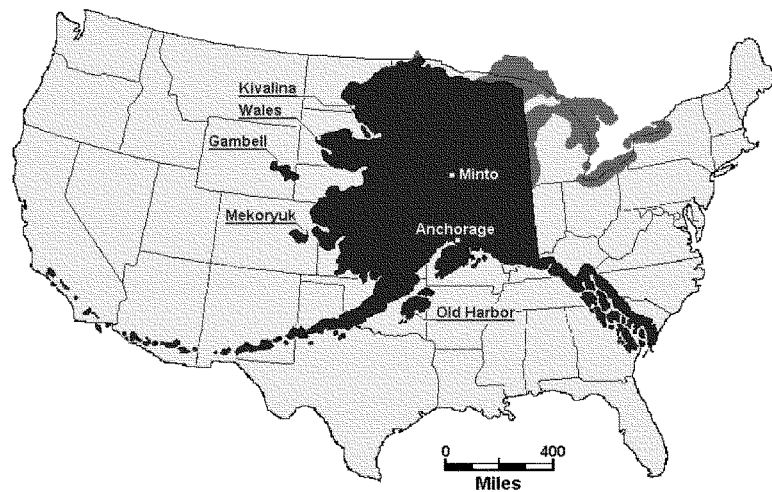 Kivalina
Wales
Gambell
Minto
Mekoryuk
Anchorage
Old Harbor
0 400
Miles